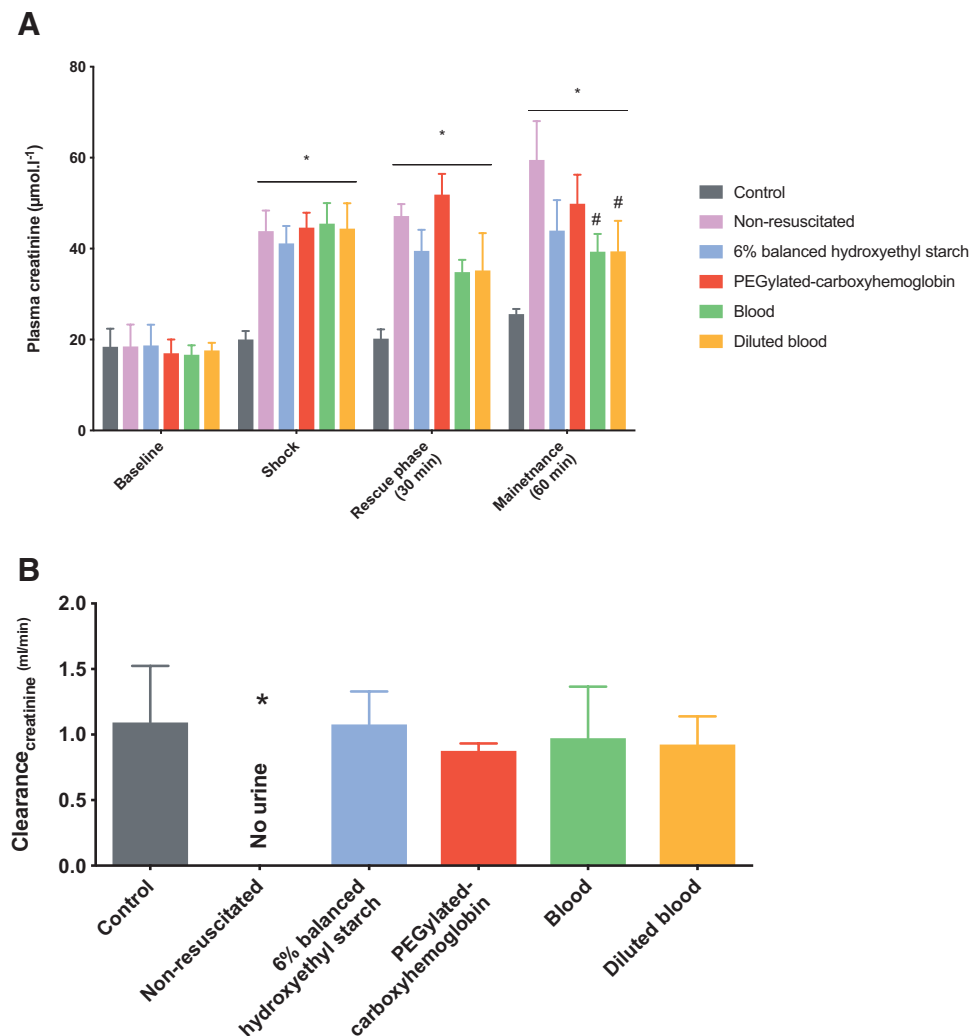 A
Plasma creatinine (µmol.l-1)
80
60
40
20
0
*
*
*
#
#
Baseline
Shock
Rescue phase
(30 min)
Mainetnance
(60 min)
Control
Non-resuscitated
6% balanced hydroxyethyl starch
PEGylated-carboxyhemoglobin
Blood
Diluted blood
B
Clearance creatinine (ml/min)
2.0
1.5
1.0
0.5
0.0
*
No urine
Control
Non-resuscitated
6% balanced
hydroxyethyl starch
PEGylated-
carboxyhemoglobin
Blood
Diluted blood